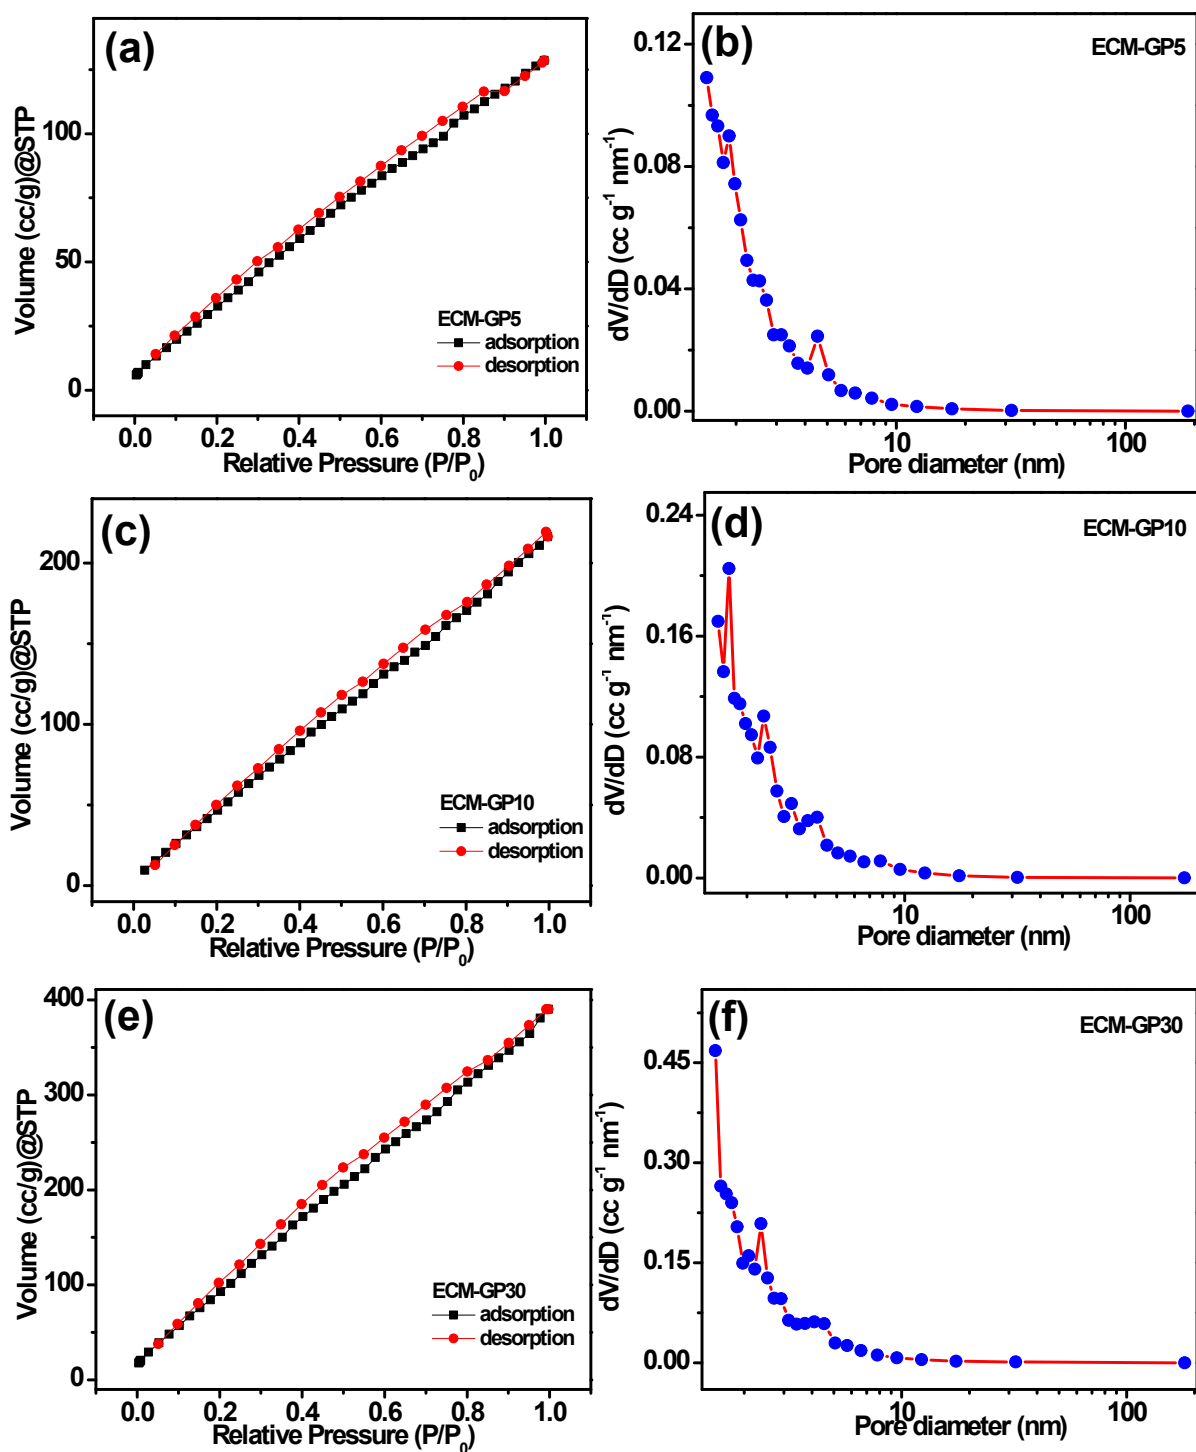 (a)
Volume (cc/g)@STP
100
50
0
ECM-GP5
adsorption
desorption
0.0 0.2 0.4 0.6 0.8 1.0
Relative Pressure (P/P₀)
(b)
ECM-GP5
dV/dD (cc g⁻¹ nm⁻¹)
0.12
0.08
0.04
0.00
10 100
Pore diameter (nm)
(c)
Volume (cc/g)@STP
200
100
0
ECM-GP10
adsorption
desorption
0.0 0.2 0.4 0.6 0.8 1.0
Relative Pressure (P/P₀)
(d)
ECM-GP10
dV/dD (cc g⁻¹ nm⁻¹)
0.24
0.16
0.08
0.00
10 100
Pore diameter (nm)
(e)
Volume (cc/g)@STP
400
300
200
100
0
ECM-GP30
adsorption
desorption
0.0 0.2 0.4 0.6 0.8 1.0
Relative Pressure (P/P₀)
(f)
ECM-GP30
dV/dD (cc g⁻¹ nm⁻¹)
0.45
0.30
0.15
0.00
10 100
Pore diameter (nm)